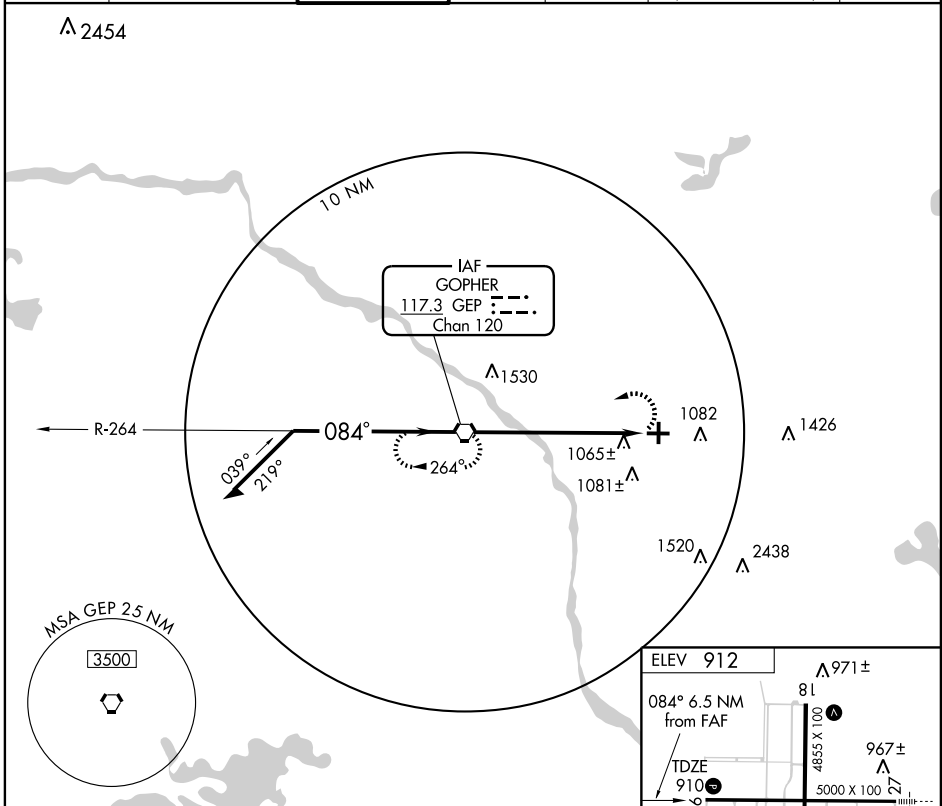 2454
10 NM
IAF
GOPHER
117.3 GEP
Chan 120
1530
R-264
084°
264°
039°
219°
1082
1426
1065±
1081±
1520
2438
MSA GEP 25 NM
3500
ELEV 912
971±
084° 6.5 NM
from FAF
18
V
4855 X 100
967±
TDZE
910
P
9
5000 X 100
27